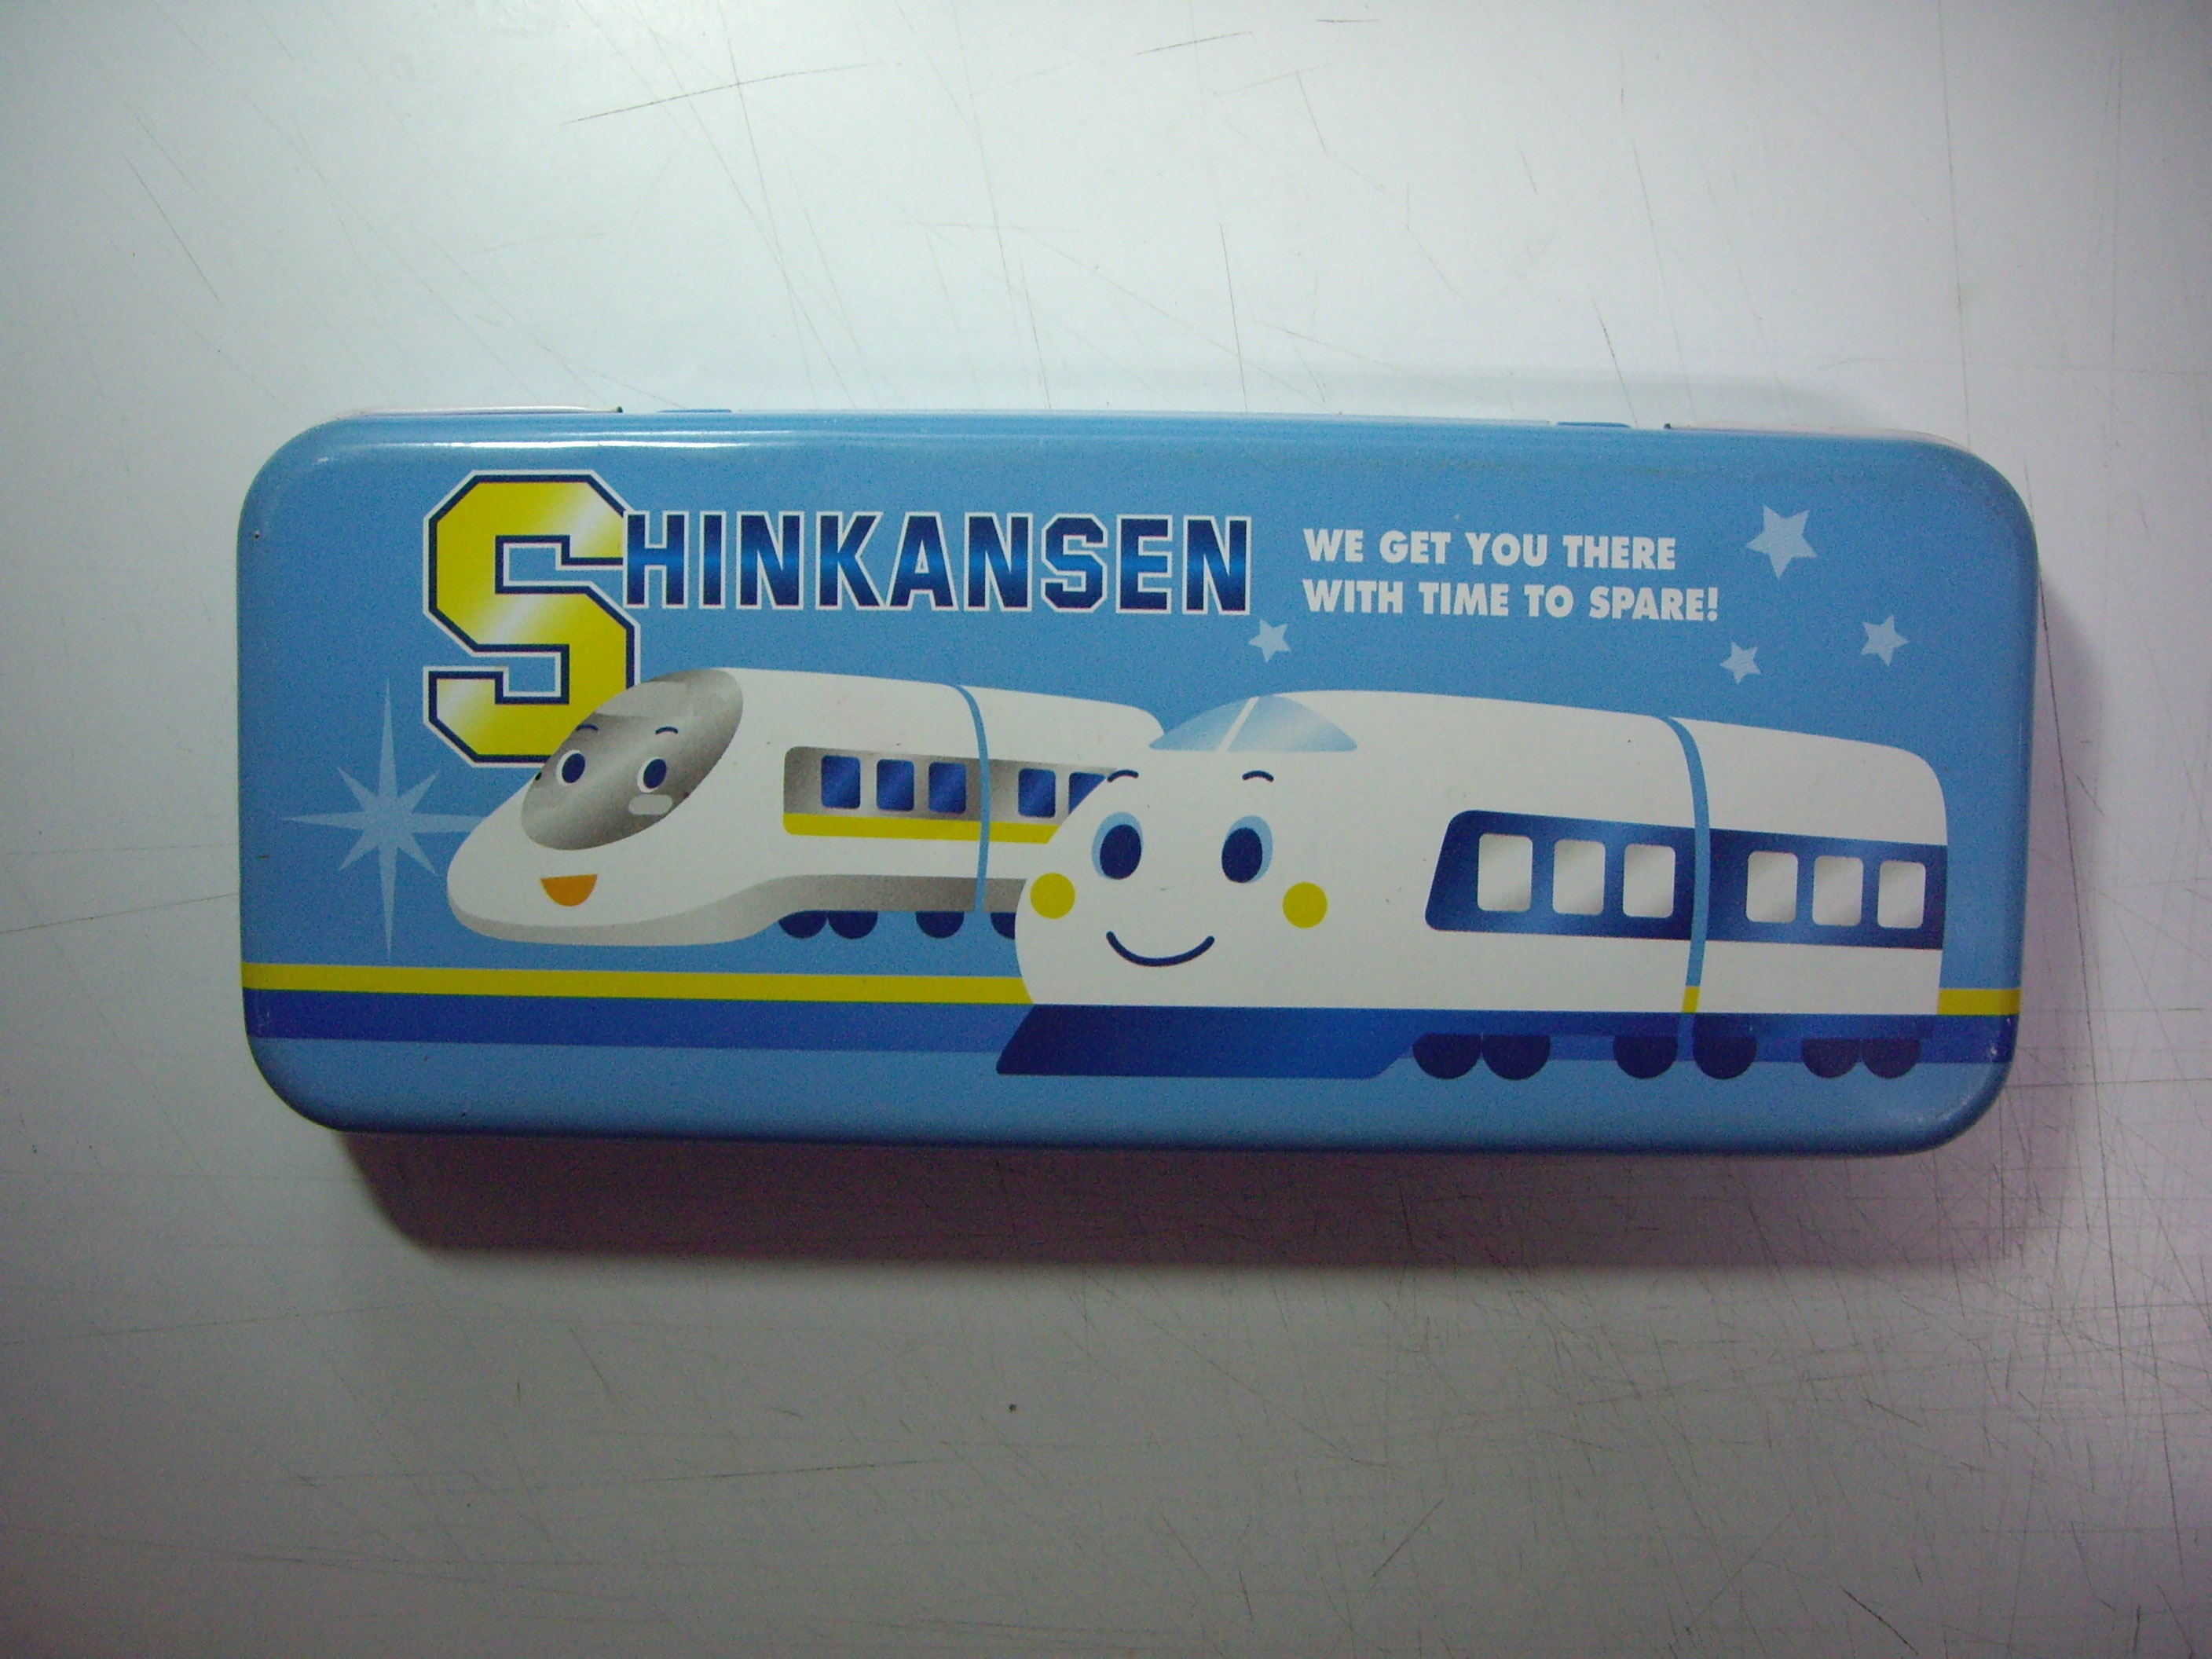 SHINKANSEN
WE GET YOU THERE
WITH TIME TO SPARE!